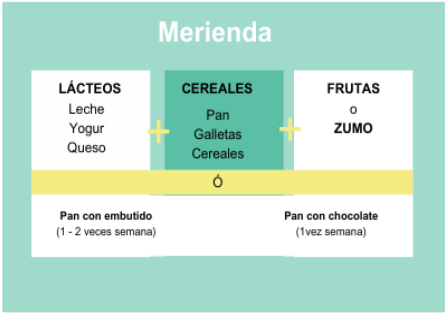 Merienda
LÁCTEOS
Leche
Yogur
Queso
+
CEREALES
Pan
Galletas
Cereales
+
FRUTAS
o
ZUMO
Ó
Pan con embutido
(1 - 2 veces semana)
Pan con chocolate
(1vez semana)